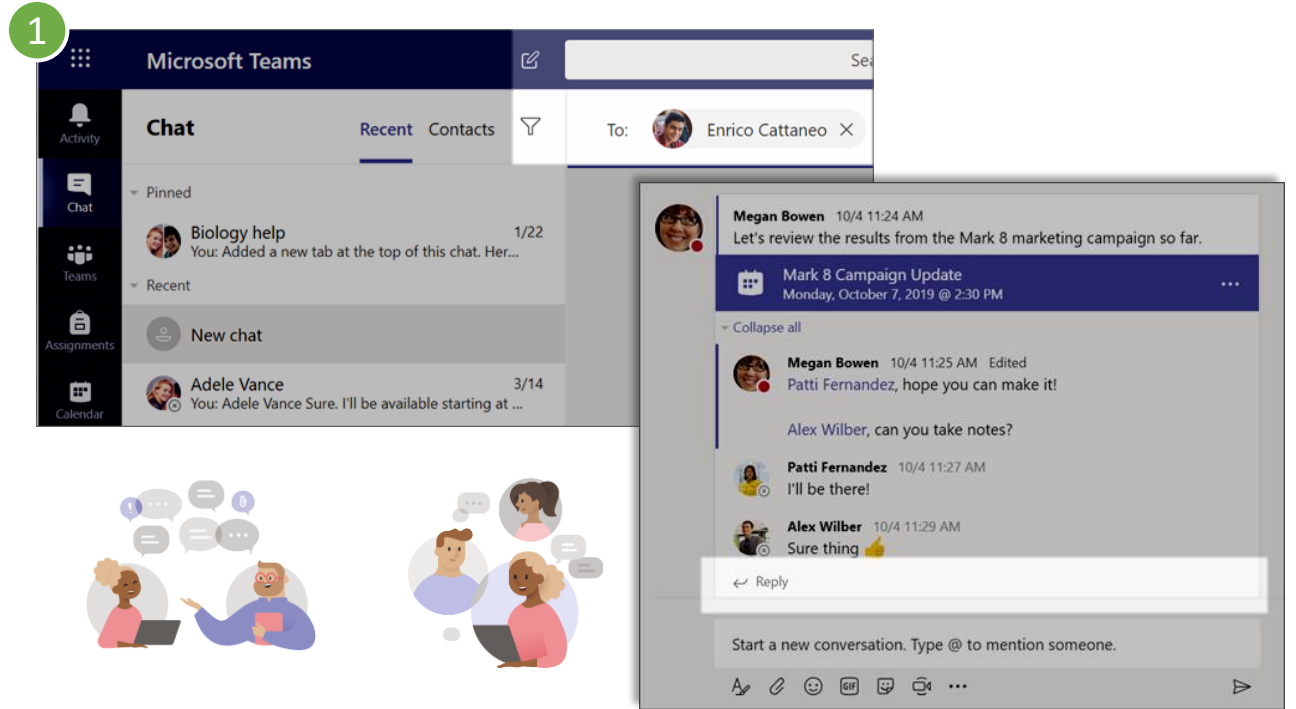 1
Microsoft Teams
Sea
Activity
Chat
Recent Contacts
To: Enrico Cattaneo
Chat
Pinned
Biology help 1/22
You: Added a new tab at the top of this chat. Her...
Teams
Recent
New chat
Assignments
Adele Vance 3/14
You: Adele Vance Sure. I'll be available starting at ...
Calendar
Megan Bowen 10/4 11:24 AM
Let's review the results from the Mark 8 marketing campaign so far.
Mark 8 Campaign Update
Monday, October 7, 2019 @ 2:30 PM
Collapse all
Megan Bowen 10/4 11:25 AM Edited
Patti Fernandez, hope you can make it!
Alex Wilber, can you take notes?
Patti Fernandez 10/4 11:27 AM
I'll be there!
Alex Wilber 10/4 11:29 AM
Sure thing 👍
Reply
Start a new conversation. Type @ to mention someone.
GIF